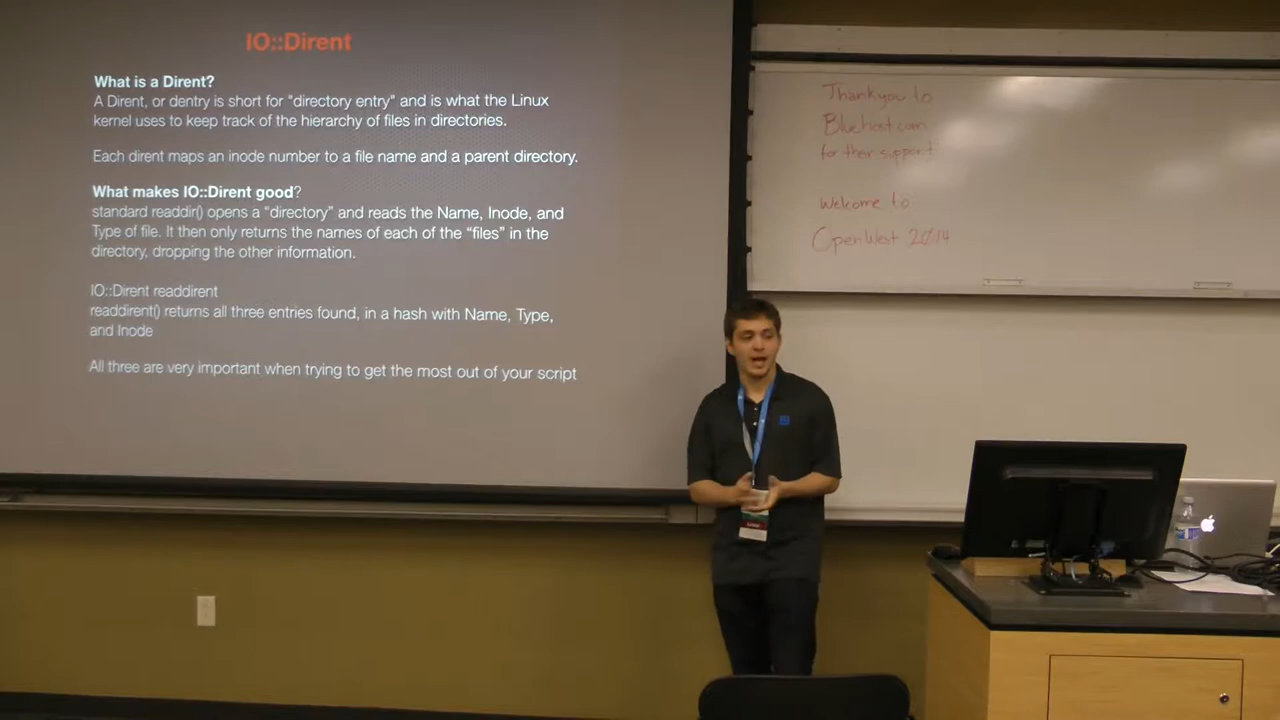 IO::Dirent
What is a Dirent?
A Dirent, or dentry is short for "directory entry" and is what the Linux
kernel uses to keep track of the hierarchy of files in directories.
Each dirent maps an inode number to a file name and a parent directory.
What makes IO::Dirent good?
standard readdir() opens a "directory" and reads the Name, Inode, and
Type of file. It then only returns the names of each of the "files" in the
directory, dropping the other information.
IO::Dirent readdirent
readdirent() returns all three entries found, in a hash with Name, Type,
and Inode
All three are very important when trying to get the most out of your script
Thankyou to
Bluehost.com
for their support
Welcome to
OpenWest 2014